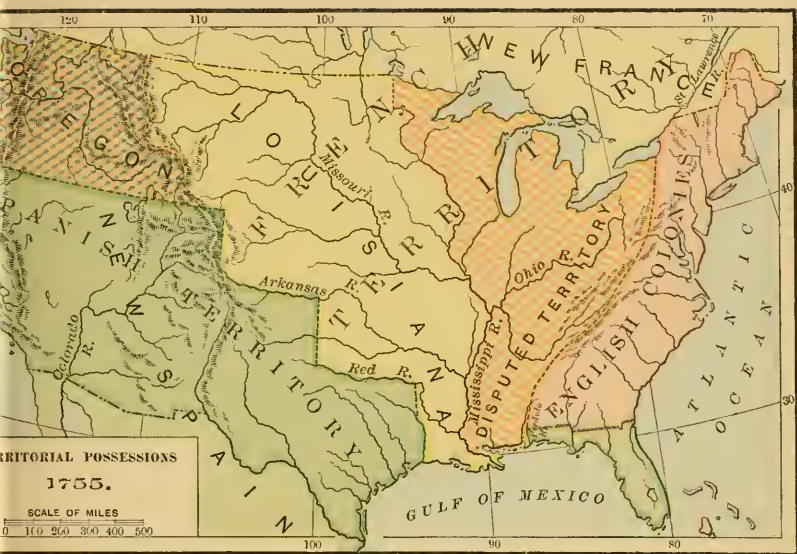 120 110 100 90 80 70
NEW FRANCE
St. Lawrence R.
OREGON
LOUISIANA
FRENCH TERRITORY
Missouri R.
40
NEW SPAIN
TERRITORY
Colorado R.
Arkansas R.
Red R.
Ohio R.
Mississippi R.
DISPUTED TERRITORY
ENGLISH COLONIES
ATLANTIC OCEAN
30
GULF OF MEXICO
RRITORIAL POSSESSIONS
1755.
SCALE OF MILES
0 100 200 300 400 500
100 90 80